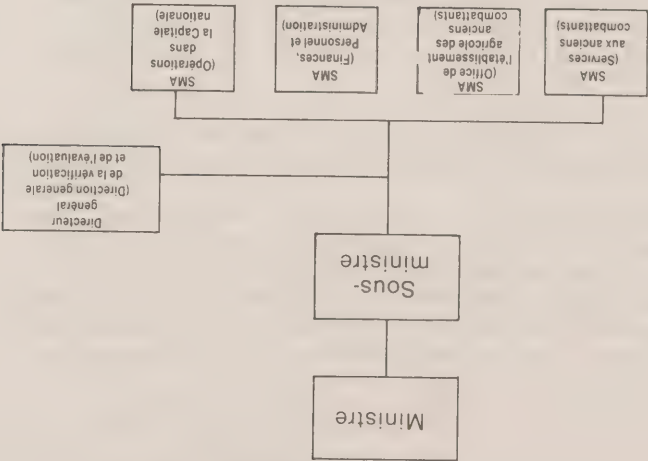 Ministre
Sous-
ministre
Directeur
général
(Direction générale
de la vérification
et de l'évaluation)
SMA
(Services
aux anciens
combattants)
SMA
(Office de
l'établissement
agricole des
anciens
combattants)
SMA
(Finances,
Personnel et
Administration)
SMA
(Opérations
dans
la Capitale
nationale)